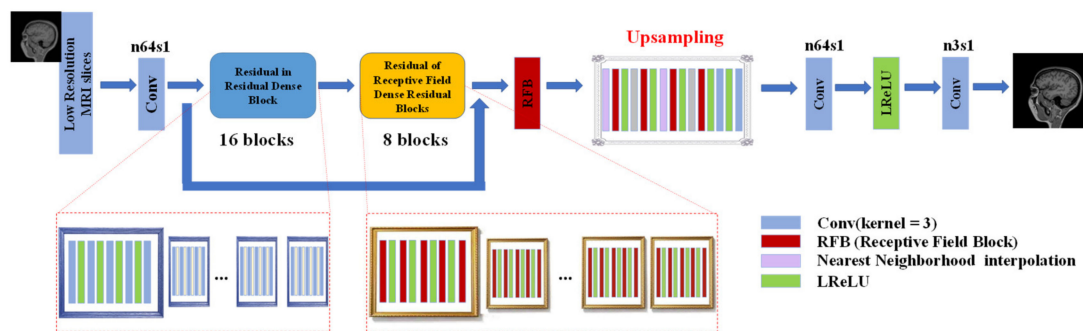 Low Resolution
MRI slices
n64s1
Conv
Residual in
Residual Dense
Block
16 blocks
Residual of
Receptive Field
Dense Residual
Blocks
8 blocks
RFB
Upsampling
n64s1
Conv
LReLU
n3s1
Conv
...
...
Conv(kernel = 3)
RFB (Receptive Field Block)
Nearest Neighborhood interpolation
LReLU